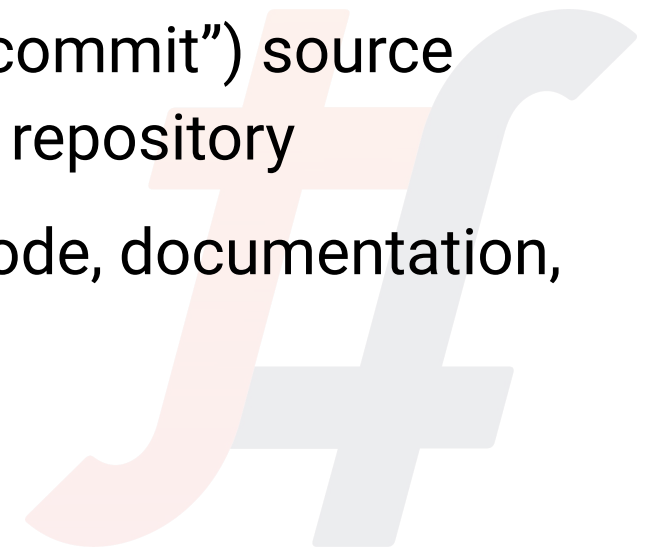 commit”) source
repository
ode, documentation,